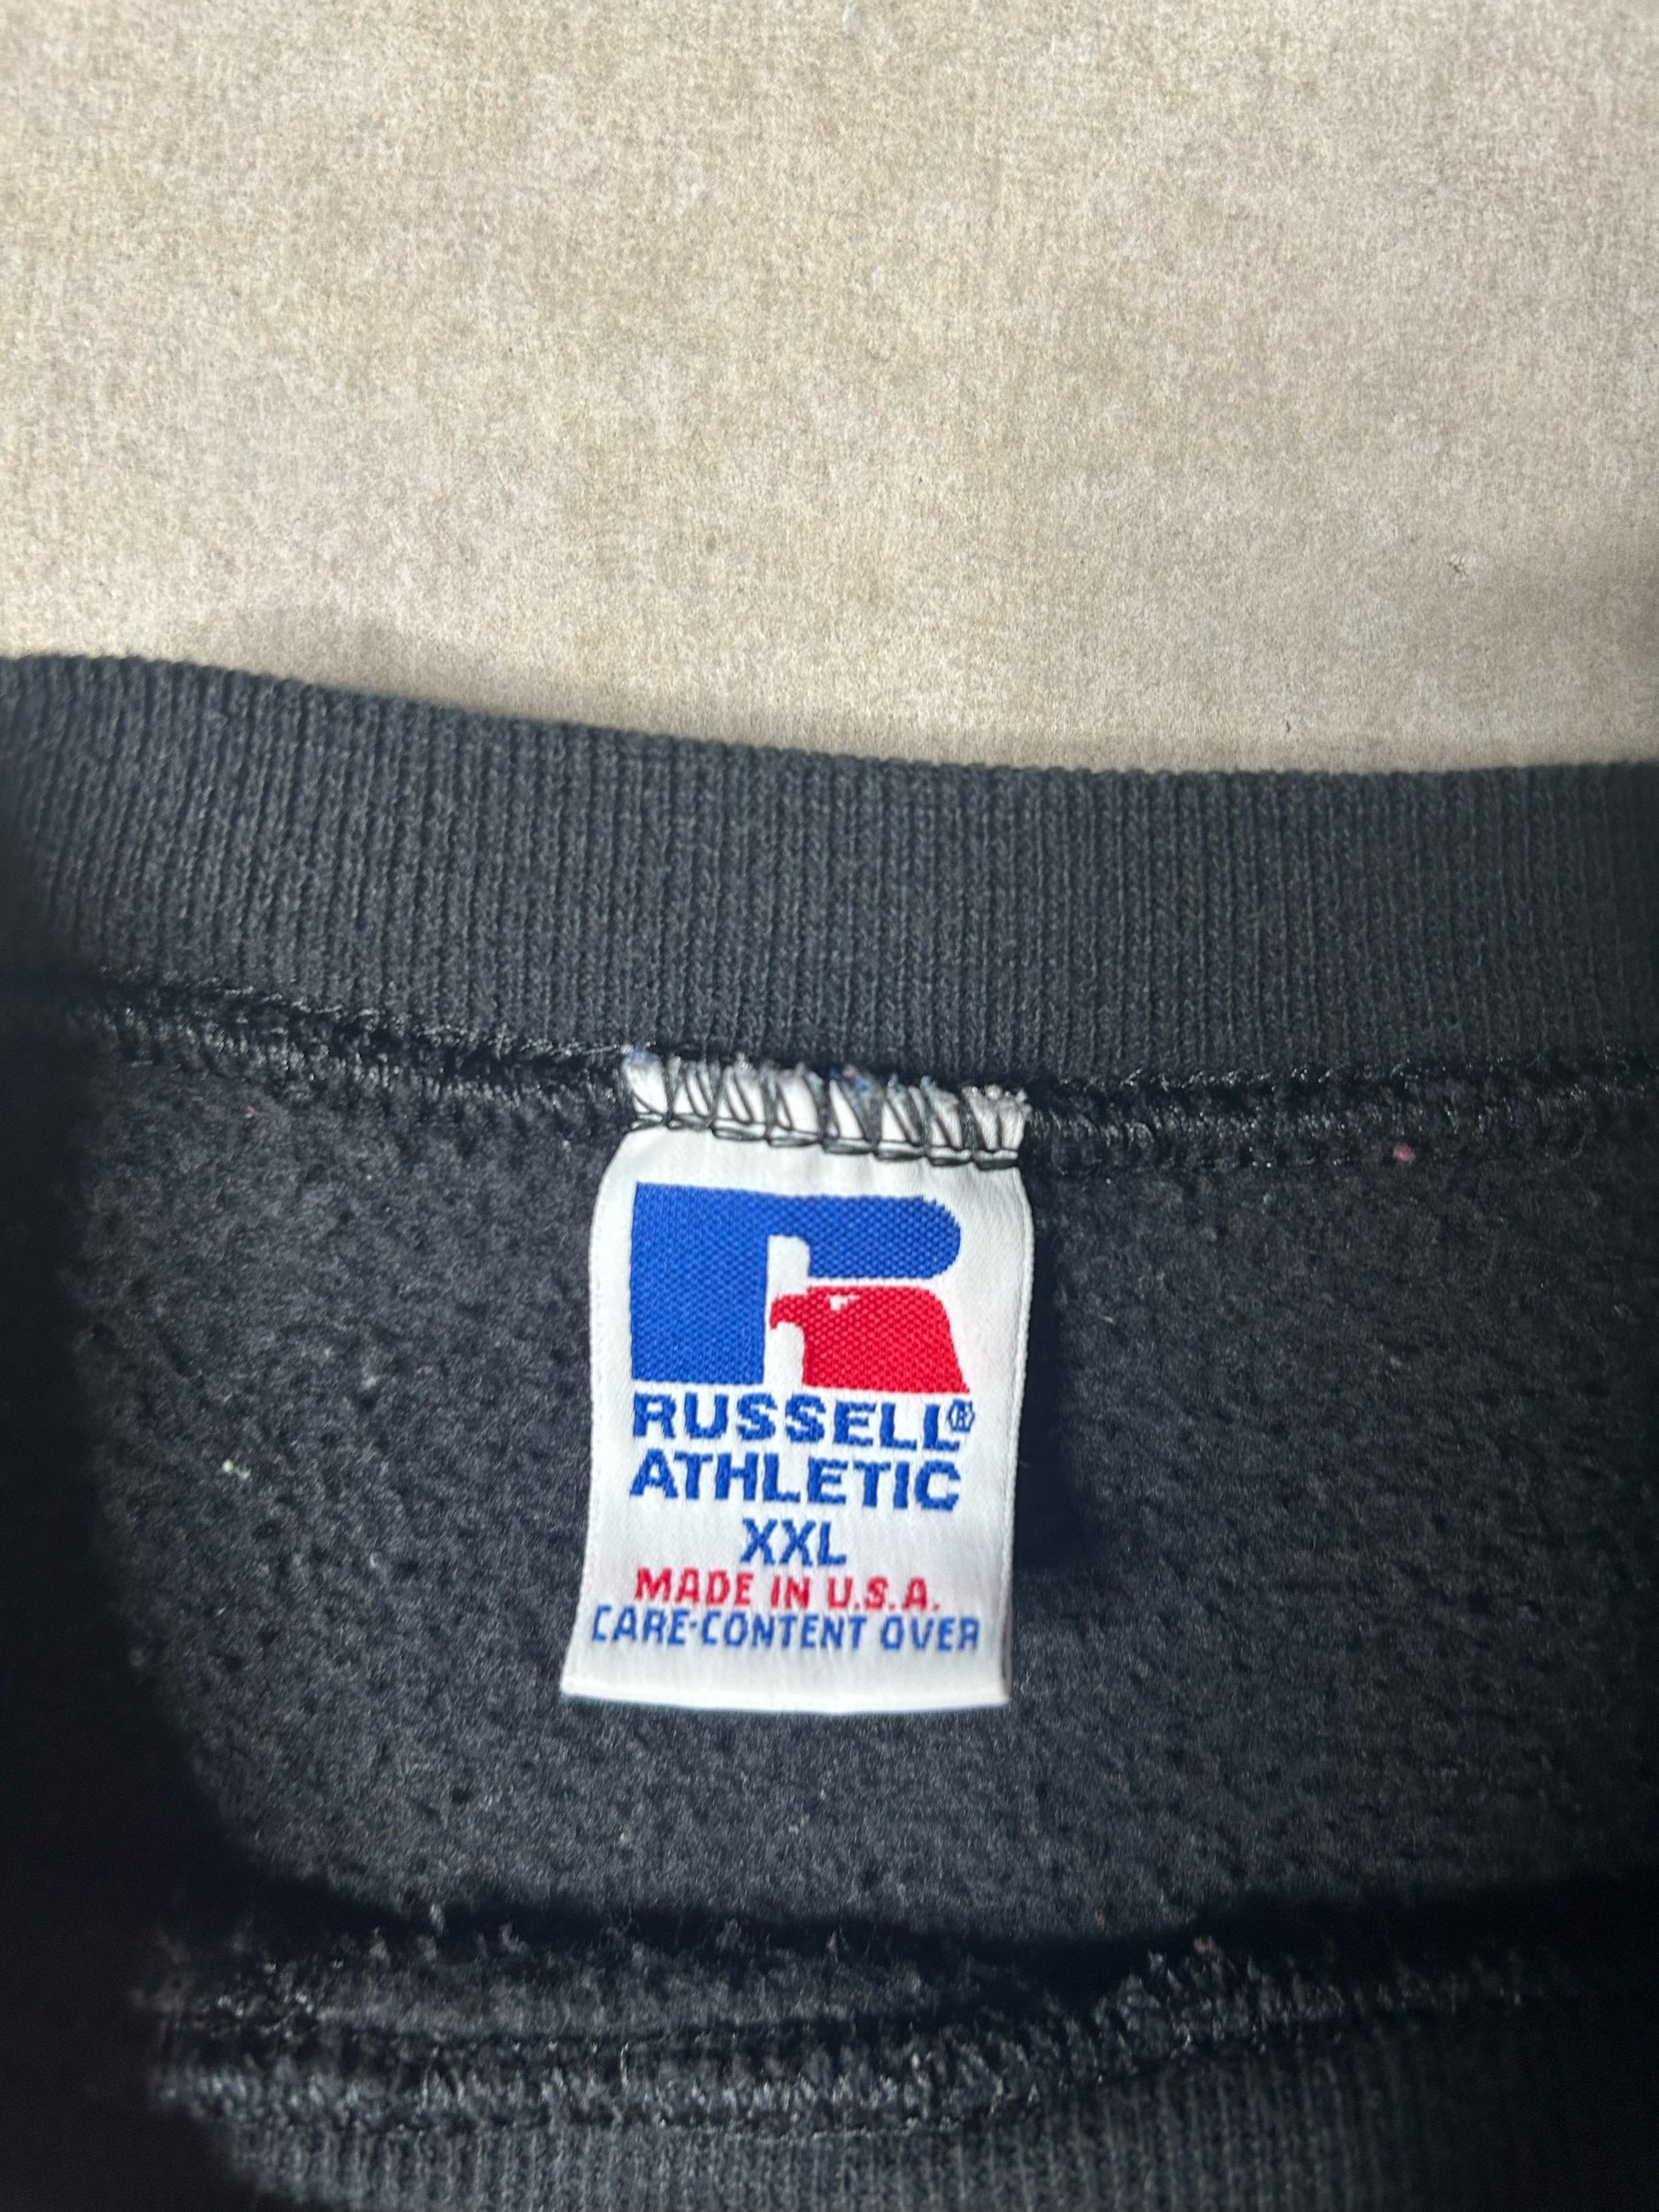 RUSSELL®
ATHLETIC
XXL
MADE IN U.S.A.
CARE-CONTENT OVER